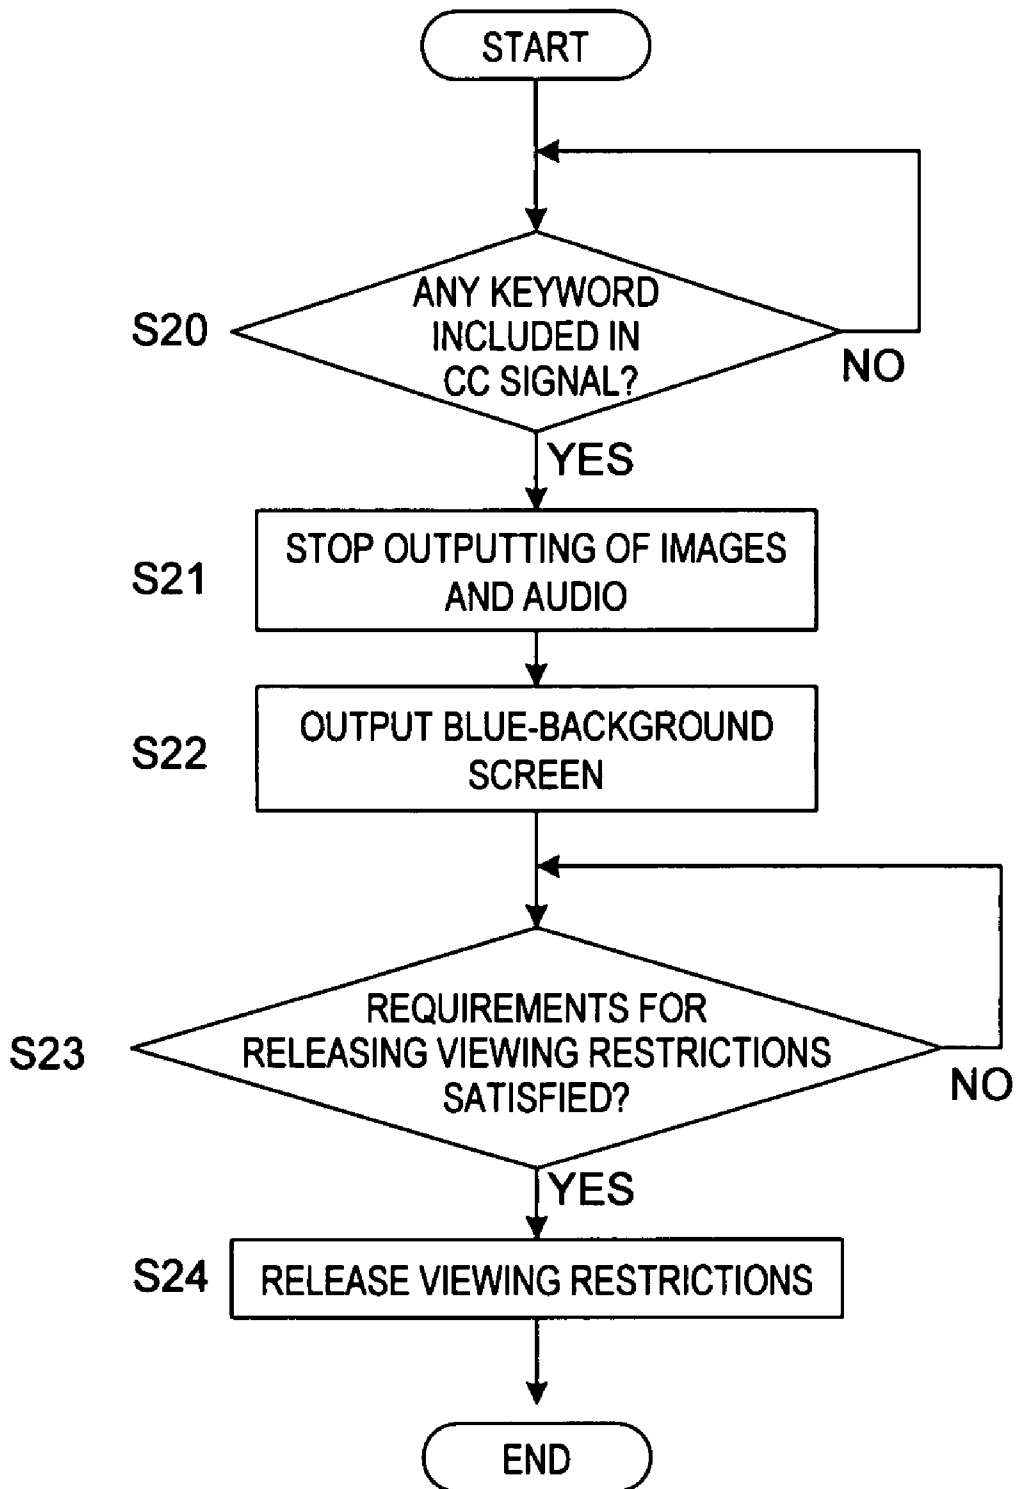 START
S20
ANY KEYWORD
INCLUDED IN
CC SIGNAL?
NO
YES
S21
STOP OUTPUTTING OF IMAGES
AND AUDIO
S22
OUTPUT BLUE-BACKGROUND
SCREEN
S23
REQUIREMENTS FOR
RELEASING VIEWING RESTRICTIONS
SATISFIED?
NO
YES
S24
RELEASE VIEWING RESTRICTIONS
END